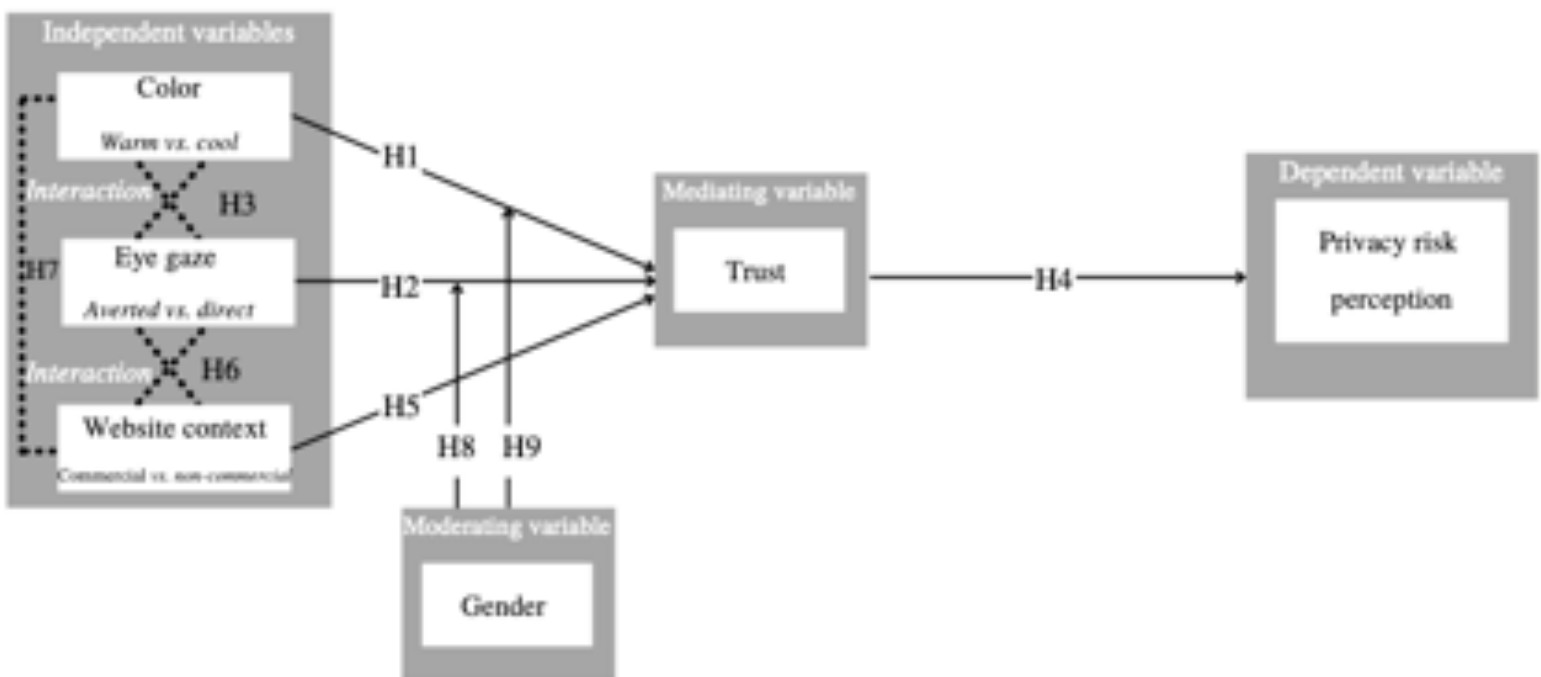 Independent variables
Color
Warm vs. cool
Interaction
H3
H7
Eye gaze
Averted vs. direct
Interaction
H6
Website context
Commercial vs. non-commercial
H1
H2
H5
H8
H9
Moderating variable
Gender
Mediating variable
Trust
H4
Dependent variable
Privacy risk
perception